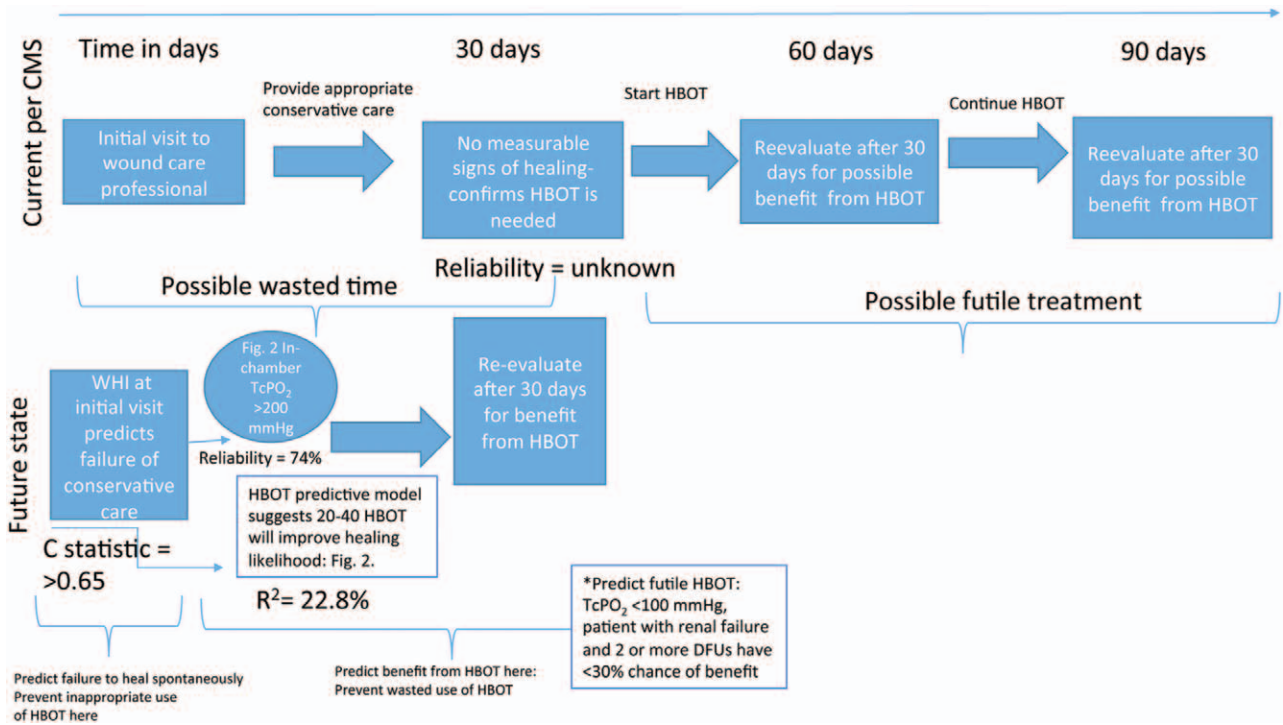 Current per CMS
Time in days
30 days
60 days
90 days
Provide appropriate
conservative care
Start HBOT
Continue HBOT
Initial visit to
wound care
professional
No measurable
signs of healing-
confirms HBOT is
needed
Reevaluate after 30
days for possible
benefit from HBOT
Reevaluate after 30
days for possible
benefit from HBOT
Reliability = unknown
Possible wasted time
Possible futile treatment
Future state
WHI at
initial visit
predicts
failure of
conservative
care
Fig. 2 In-
chamber
TcPO₂
>200
mmHg
Reliability = 74%
Re-evaluate
after 30 days
for benefit
from HBOT
HBOT predictive model
suggests 20-40 HBOT
will improve healing
likelihood: Fig. 2.
C statistic =
>0.65
R²= 22.8%
*Predict futile HBOT:
TcPO₂ <100 mmHg,
patient with renal failure
and 2 or more DFUs have
<30% chance of benefit
Predict failure to heal spontaneously
Prevent inappropriate use
of HBOT here
Predict benefit from HBOT here:
Prevent wasted use of HBOT